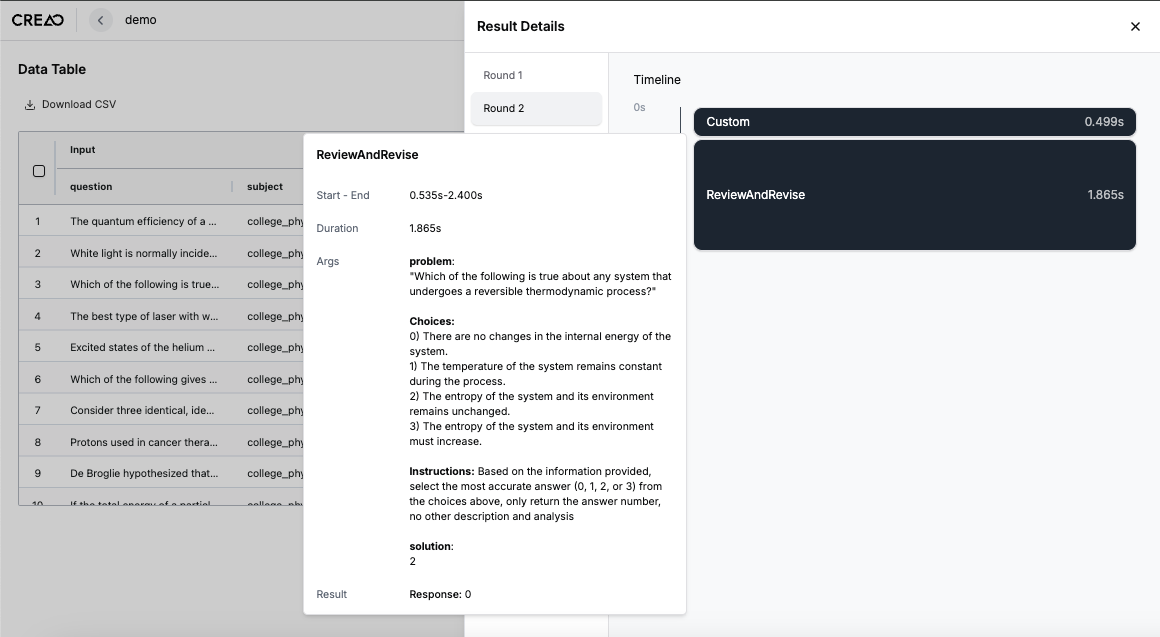 CREAO
demo
Data Table
Download CSV
Input
question
subject
1 The quantum efficiency of a ... college_phy
2 White light is normally incide... college_phy
3 Which of the following is true... college_phy
4 The best type of laser with w... college_phy
5 Excited states of the helium ... college_phy
6 Which of the following gives ... college_phy
7 Consider three identical, ide... college_phy
8 Protons used in cancer thera... college_phy
9 De Broglie hypothesized that... college_phy
10 If the total energy of a partial... college_phy
Result Details
Round 1
Round 2
Timeline
0s
Custom 0.499s
ReviewAndRevise 1.865s
ReviewAndRevise
Start - End 0.535s-2.400s
Duration 1.865s
Args problem:
"Which of the following is true about any system that
undergoes a reversible thermodynamic process?"
Choices:
0) There are no changes in the internal energy of the
system.
1) The temperature of the system remains constant
during the process.
2) The entropy of the system and its environment
remains unchanged.
3) The entropy of the system and its environment
must increase.
Instructions: Based on the information provided,
select the most accurate answer (0, 1, 2, or 3) from
the choices above, only return the answer number,
no other description and analysis
solution:
2
Result Response: 0